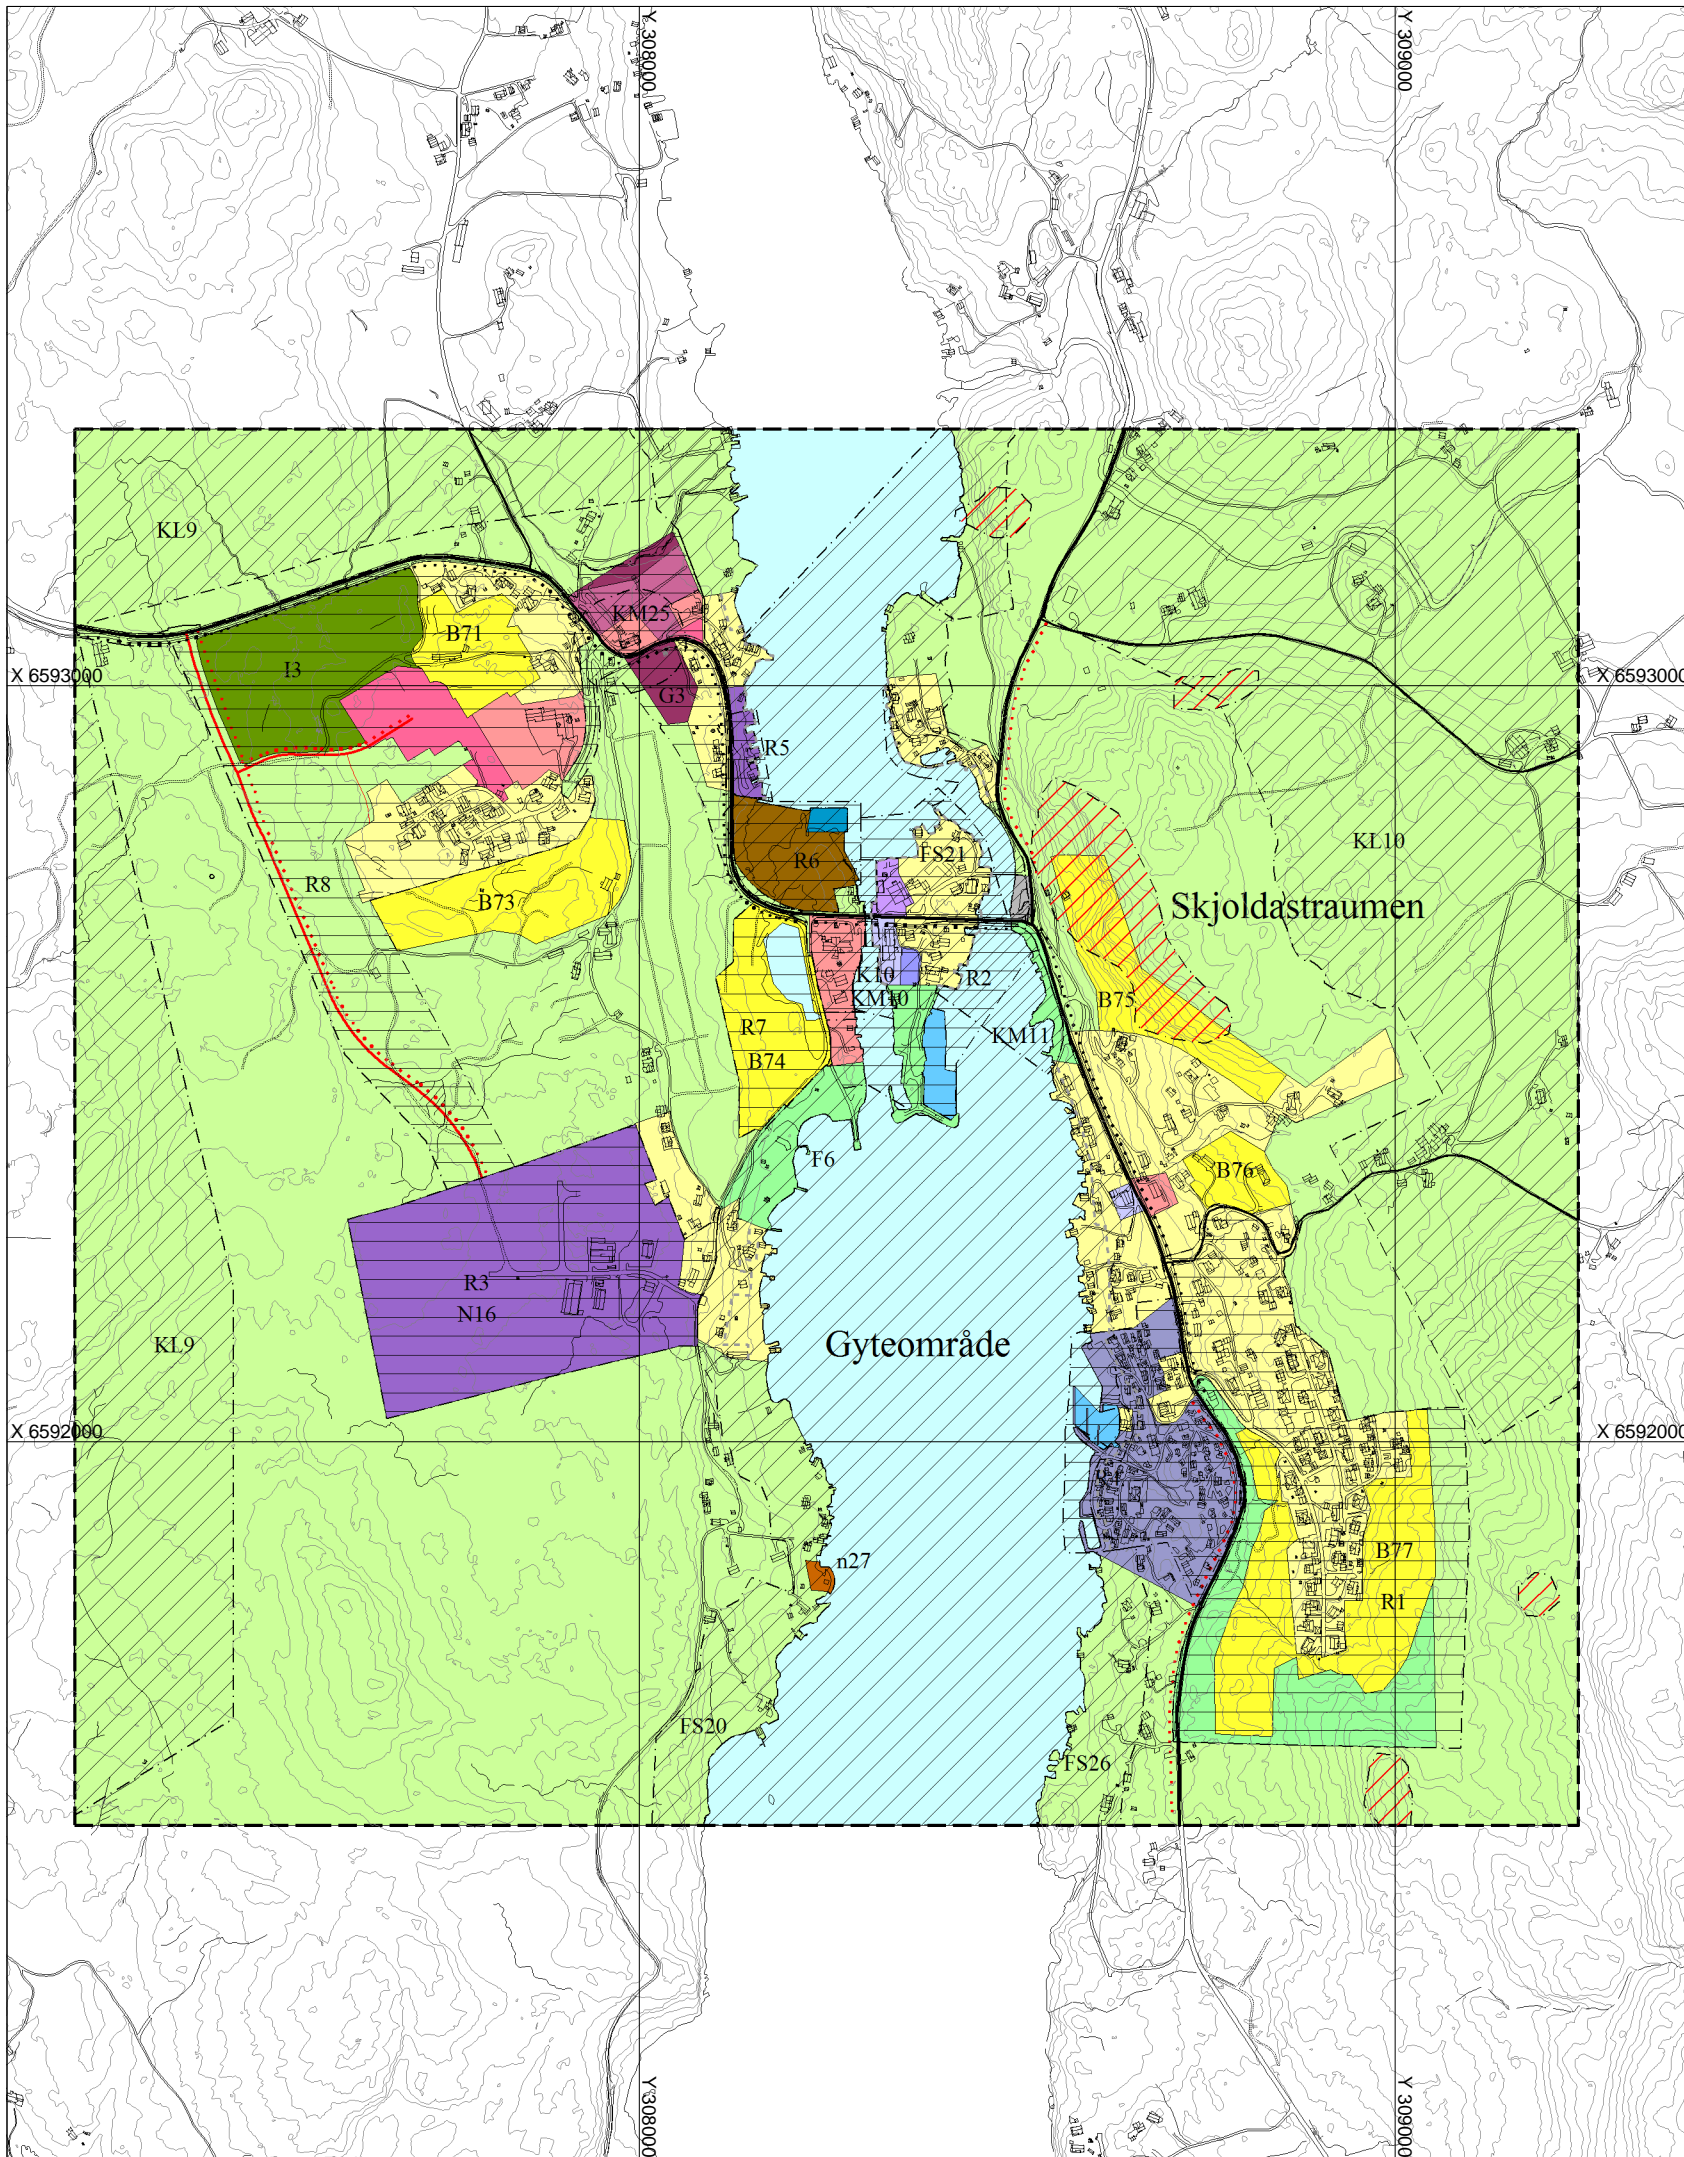 Y 308000
Y 309000
KL9
KM25
B71
I3
G3
X 6593000
X 6593000
R5
KL10
R6
FS21
R8
B73
Skjoldastraumen
K10
R2
KM10
B75
R7
KM11
B74
F6
B76
R3
N16
KL9
Gyteområde
X 6592000
X 6592000
n27
B77
R1
FS20
FS26
Y 308000
Y 309000